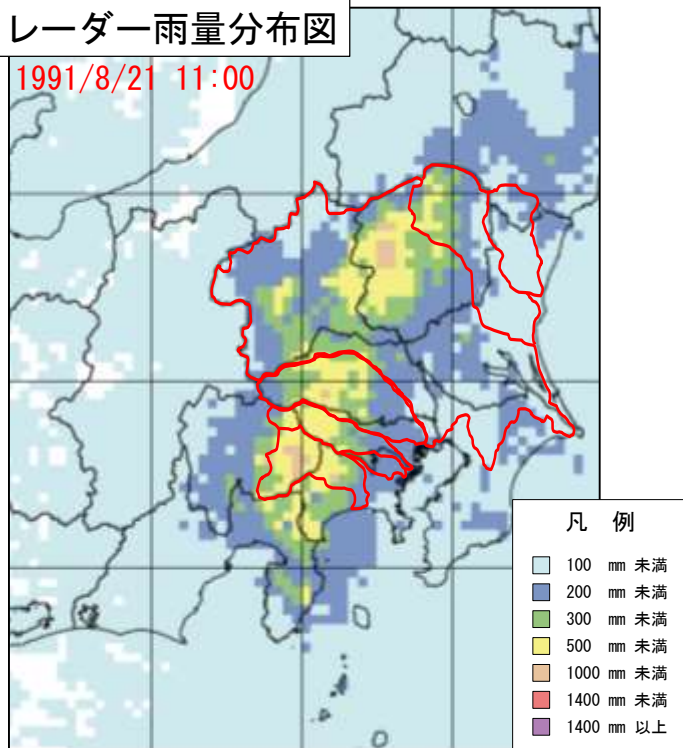 レーダー雨量分布図
1991/8/21 11:00
凡 例
100 mm 未満
200 mm 未満
300 mm 未満
500 mm 未満
1000 mm 未満
1400 mm 未満
1400 mm 以上